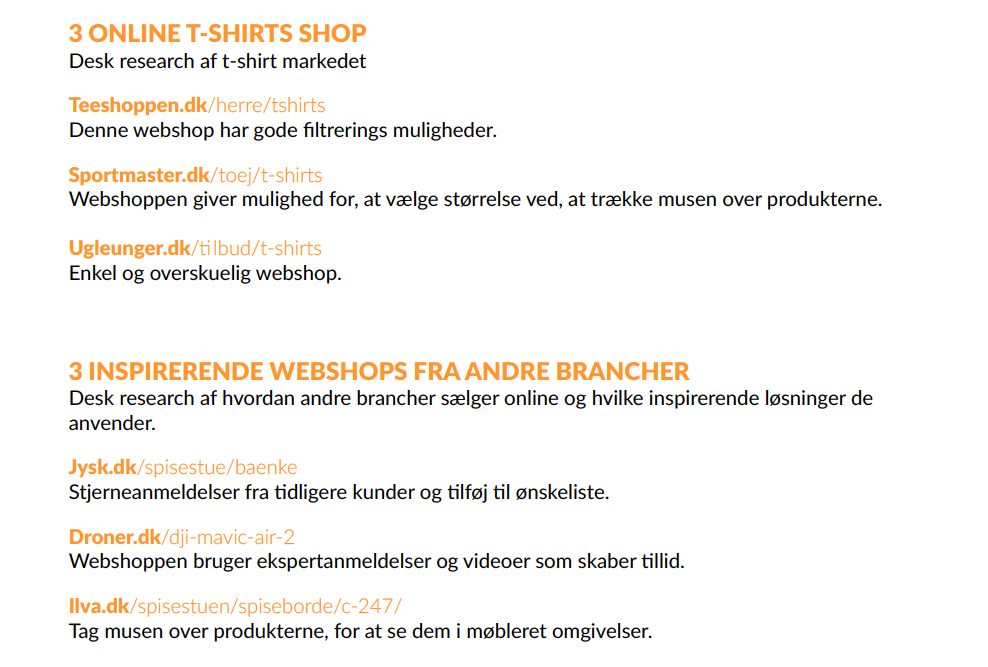 3 ONLINE T-SHIRTS SHOP
Desk research af t-shirt markedet
Teeshoppen.dk/herre/tshirts
Denne webshop har gode filtrerings muligheder.
Sportmaster.dk/toej/t-shirts
Webshoppen giver mulighed for, at vælge størrelse ved, at trække musen over produkterne.
Ugleunger.dk/tilbud/t-shirts
Enkel og overskuelig webshop.
3 INSPIRERENDE WEBSHOPS FRA ANDRE BRANCHER
Desk research af hvordan andre brancher sælger online og hvilke inspirerende løsninger de
anvender.
Jysk.dk/spisestue/baenke
Stjerneanmeldelser fra tidligere kunder og tilføj til ønskeliste.
Droner.dk/dji-mavic-air-2
Webshoppen bruger ekspertanmeldelser og videoer som skaber tillid.
Ilva.dk/spisestuen/spiseborde/c-247/
Tag musen over produkterne, for at se dem i møbleret omgivelser.